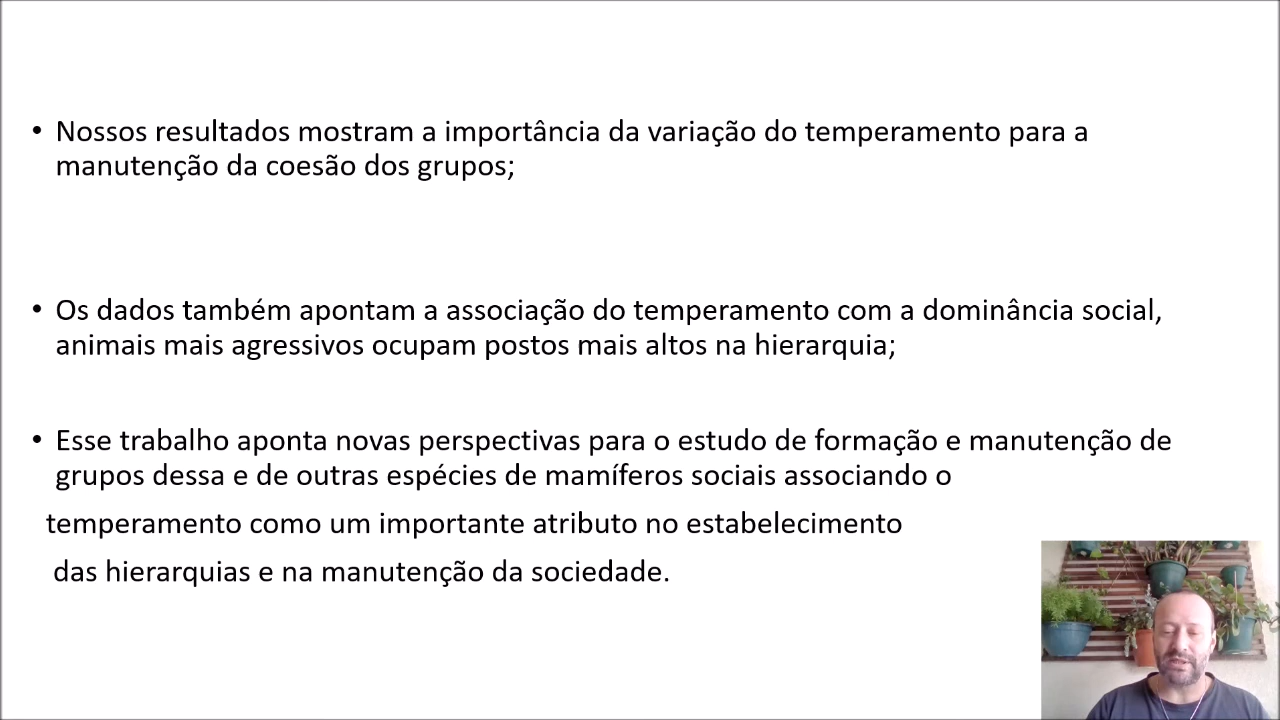 • Nossos resultados mostram a importância da variação do temperamento para a
manutenção da coesão dos grupos;
• Os dados também apontam a associação do temperamento com a dominância social,
animais mais agressivos ocupam postos mais altos na hierarquia;
• Esse trabalho aponta novas perspectivas para o estudo de formação e manutenção de
grupos dessa e de outras espécies de mamíferos sociais associando o
temperamento como um importante atributo no estabelecimento
das hierarquias e na manutenção da sociedade.